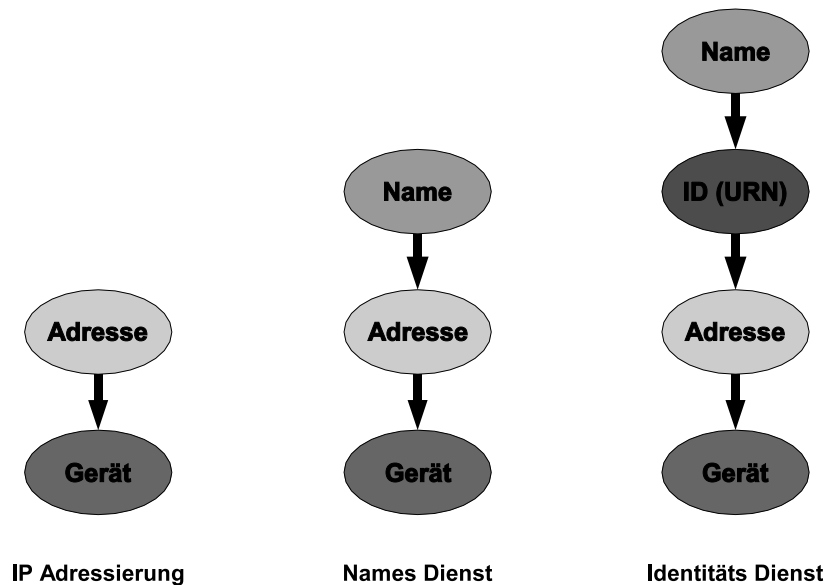 Name
Name
ID (URN)
Adresse
Adresse
Adresse
Gerät
Gerät
Gerät
IP Adressierung
Names Dienst
Identitäts Dienst